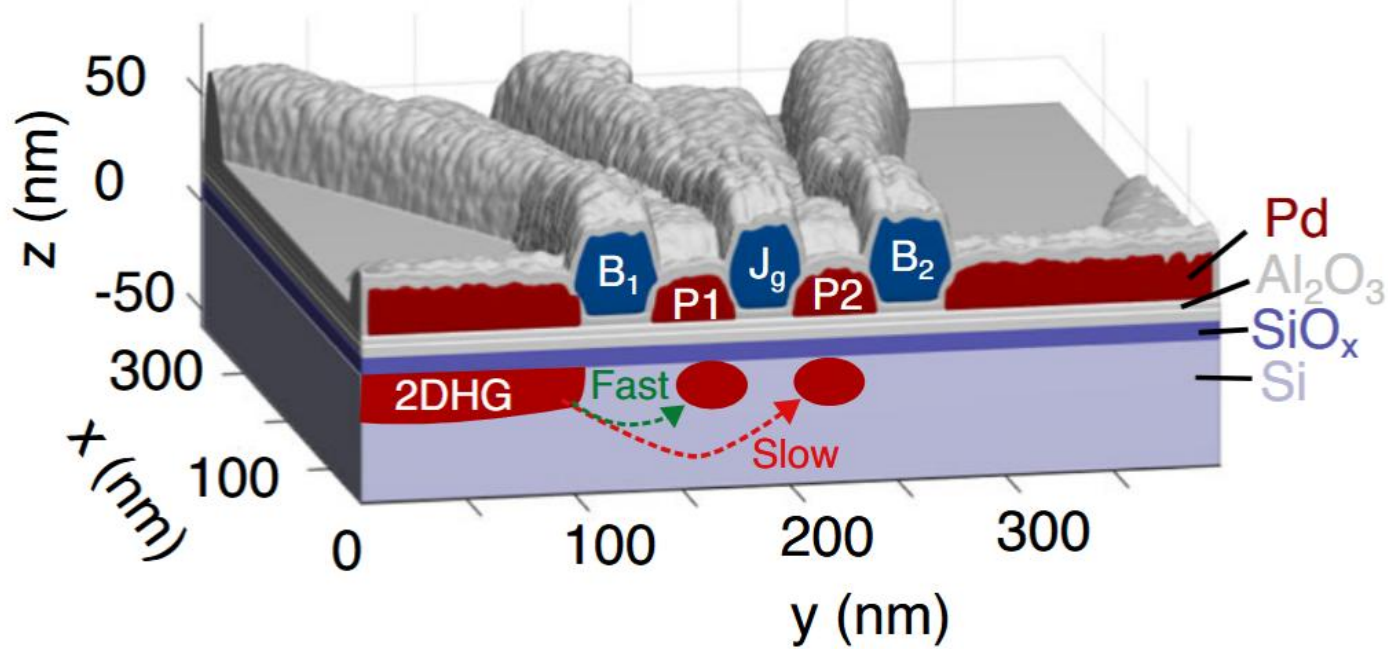 50
0
-50
z (nm)
300
100
x (nm)
0
100
200
300
y (nm)
B1
P1
Jg
P2
B2
2DHG
Fast
Slow
Pd
Al2O3
SiOx
Si